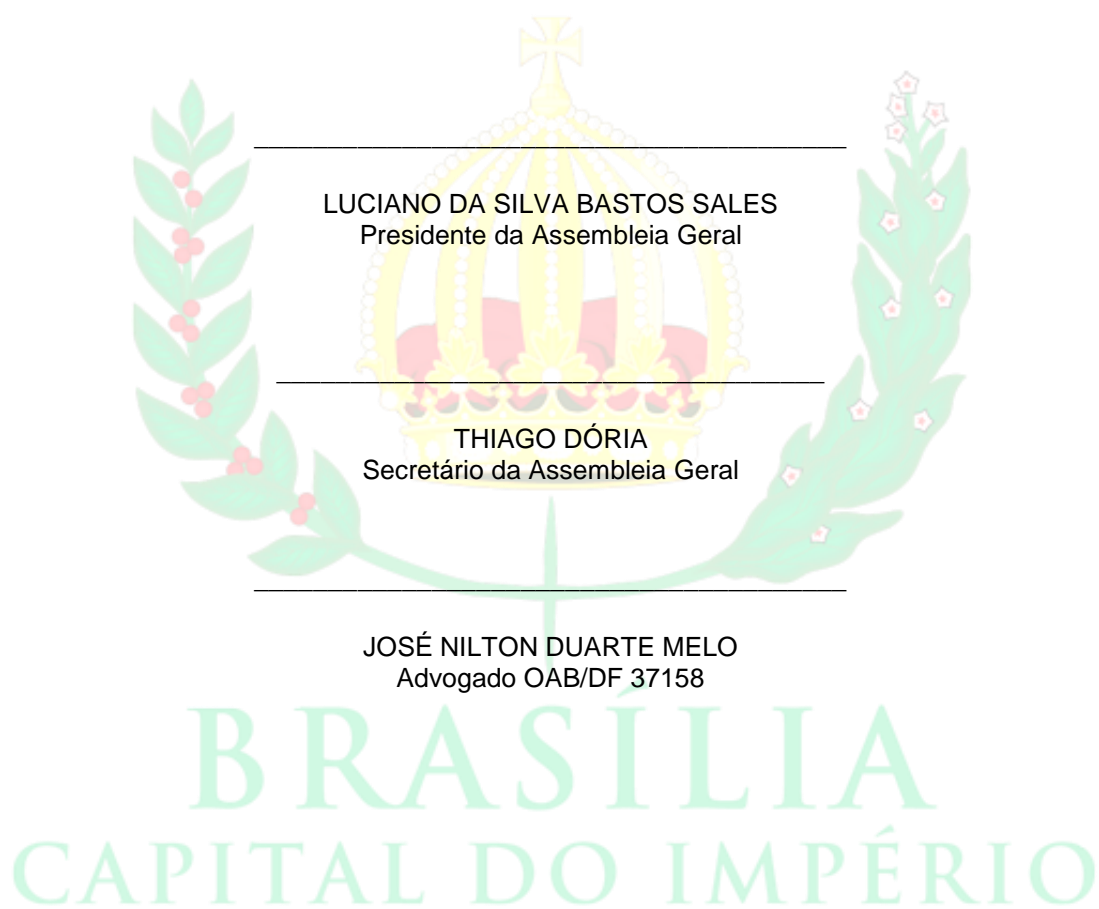 LUCIANO DA SILVA BASTOS SALES
Presidente da Assembleia Geral
THIAGO DÓRIA
Secretário da Assembleia Geral
JOSÉ NILTON DUARTE MELO
Advogado OAB/DF 37158
BRASÍLIA
CAPITAL DO IMPÉRIO